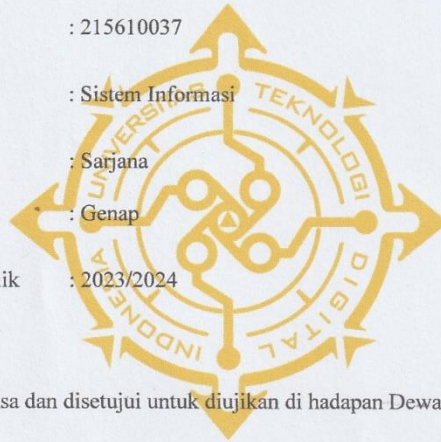 : 215610037
: Sistem Informasi
: Sarjana
: Genap
ik : 2023/2024
sa dan disetujui untuk diujikan di hadapan Dewa
UNIVERSITAS TEKNOLOGI DIGITAL INDONESIA